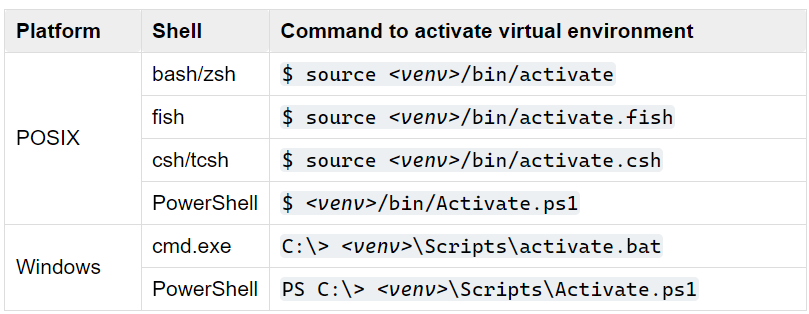 Platform Shell Command to activate virtual environment
POSIX bash/zsh $ source <venv>/bin/activate
fish $ source <venv>/bin/activate.fish
csh/tcsh $ source <venv>/bin/activate.csh
PowerShell $ <venv>/bin/Activate.ps1
Windows cmd.exe C:\> <venv>\Scripts\activate.bat
PowerShell PS C:\> <venv>\Scripts\Activate.ps1